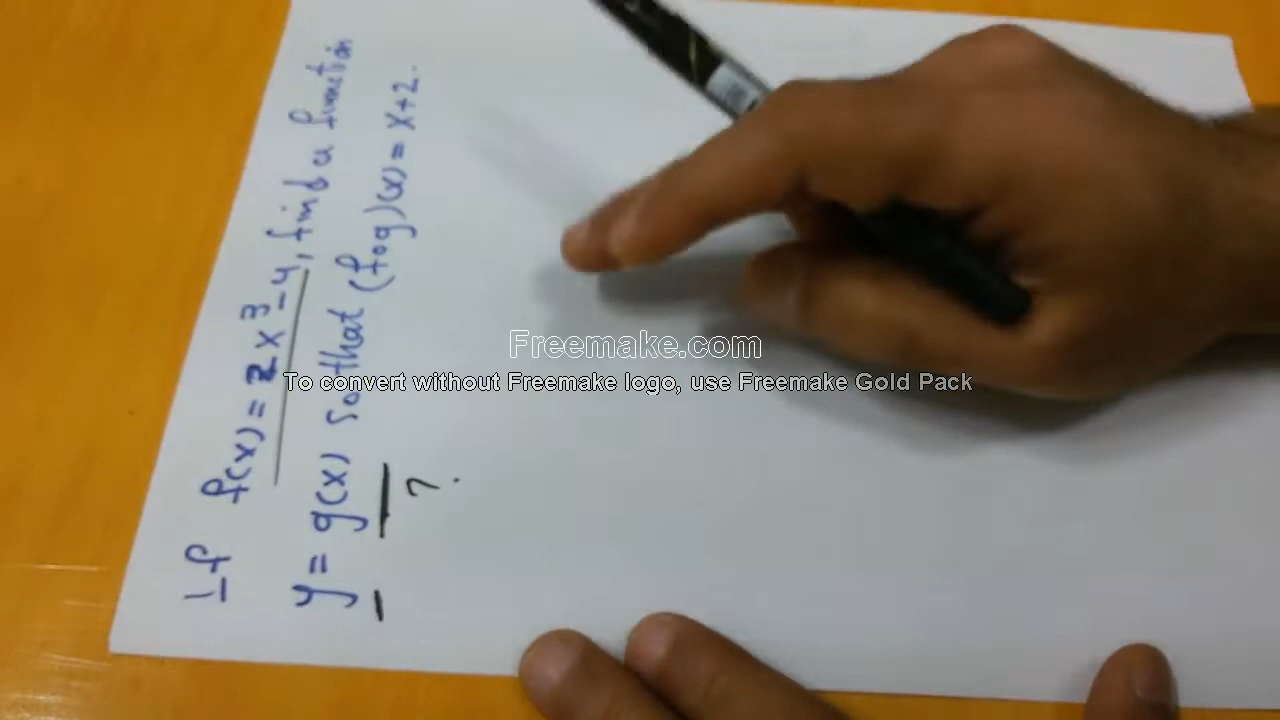 If f(x) = 2x³-4, find a function
y = g(x) so that (fog)(x) = x+2.
?
Freemake.com
To convert without Freemake logo, use Freemake Gold Pack